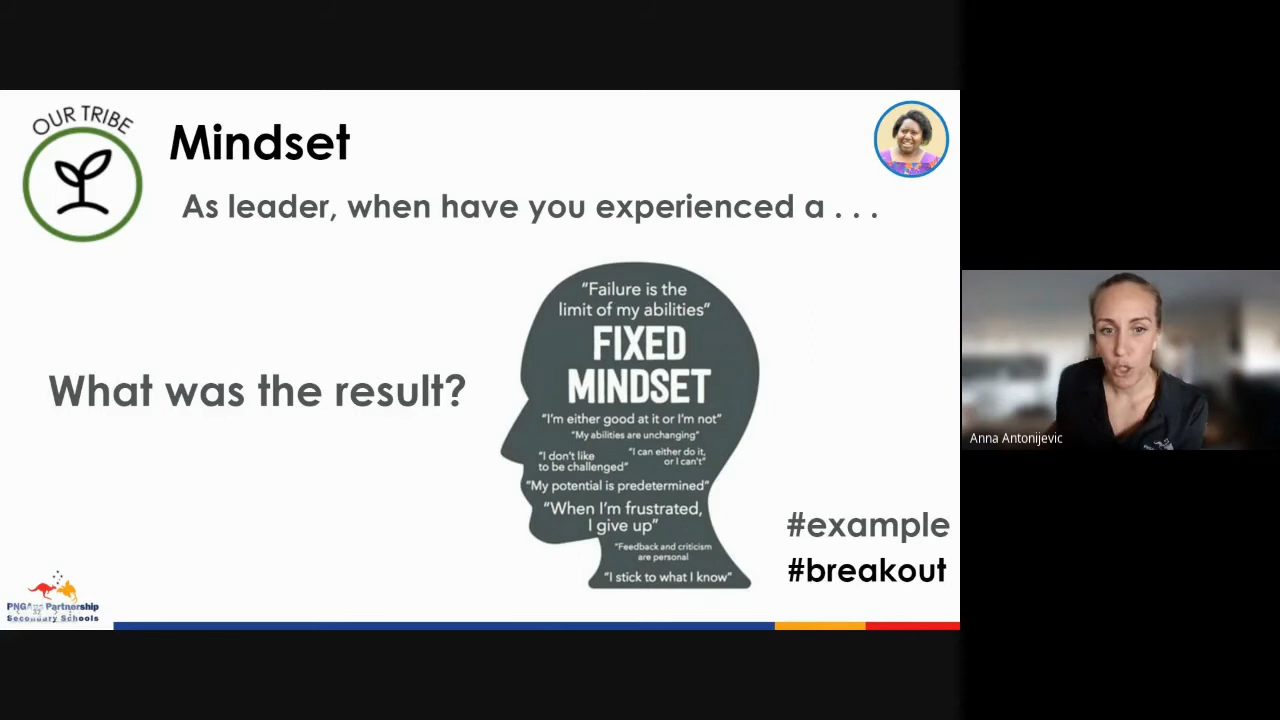 OUR TRIBE
Mindset
As leader, when have you experienced a . . .
What was the result?
“Failure is the
limit of my abilities”
FIXED
MINDSET
“I’m either good at it or I’m not”
“My abilities are unchanging”
“I don’t like
to be challenged”
“I can either do it,
or I can’t”
“My potential is predetermined”
“When I’m frustrated,
I give up”
“Feedback and criticism
are personal
“I stick to what I know”
#example
#breakout
PNGAus Partnership
Secondary Schools
Anna Antonijevic